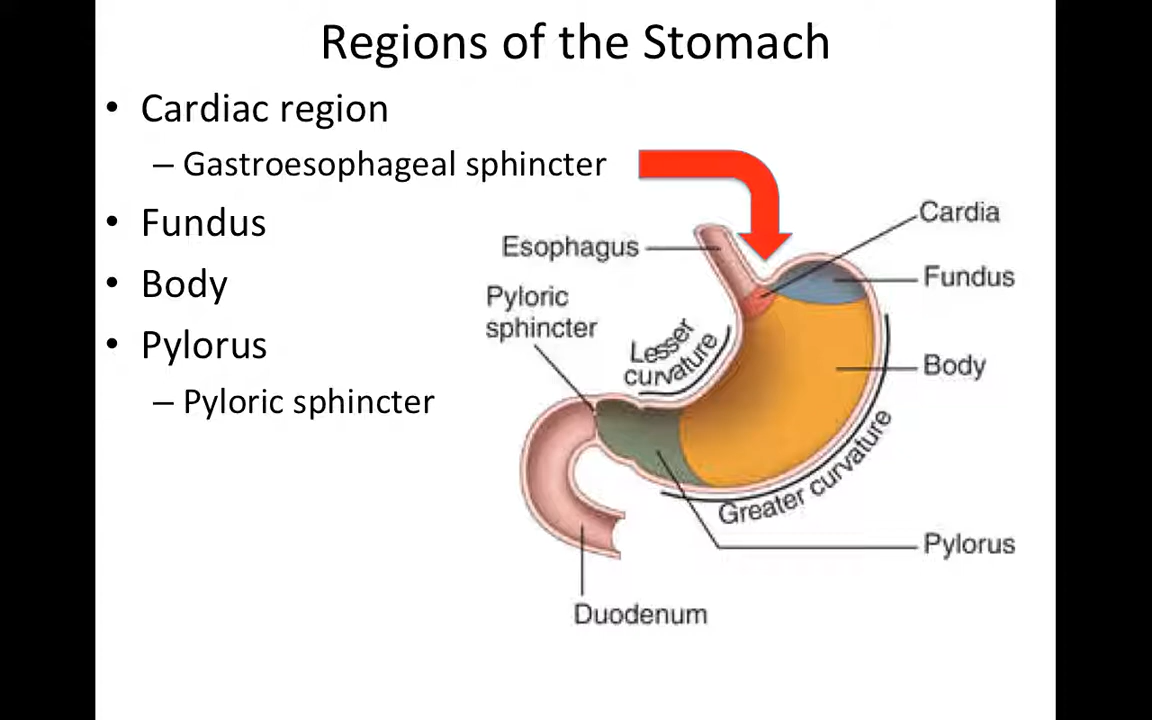 Regions of the Stomach
• Cardiac region
– Gastroesophageal sphincter
• Fundus
• Body
• Pylorus
– Pyloric sphincter
Cardia
Esophagus
Fundus
Pyloric
sphincter
Lesser
curvature
Body
Greater curvature
Pylorus
Duodenum